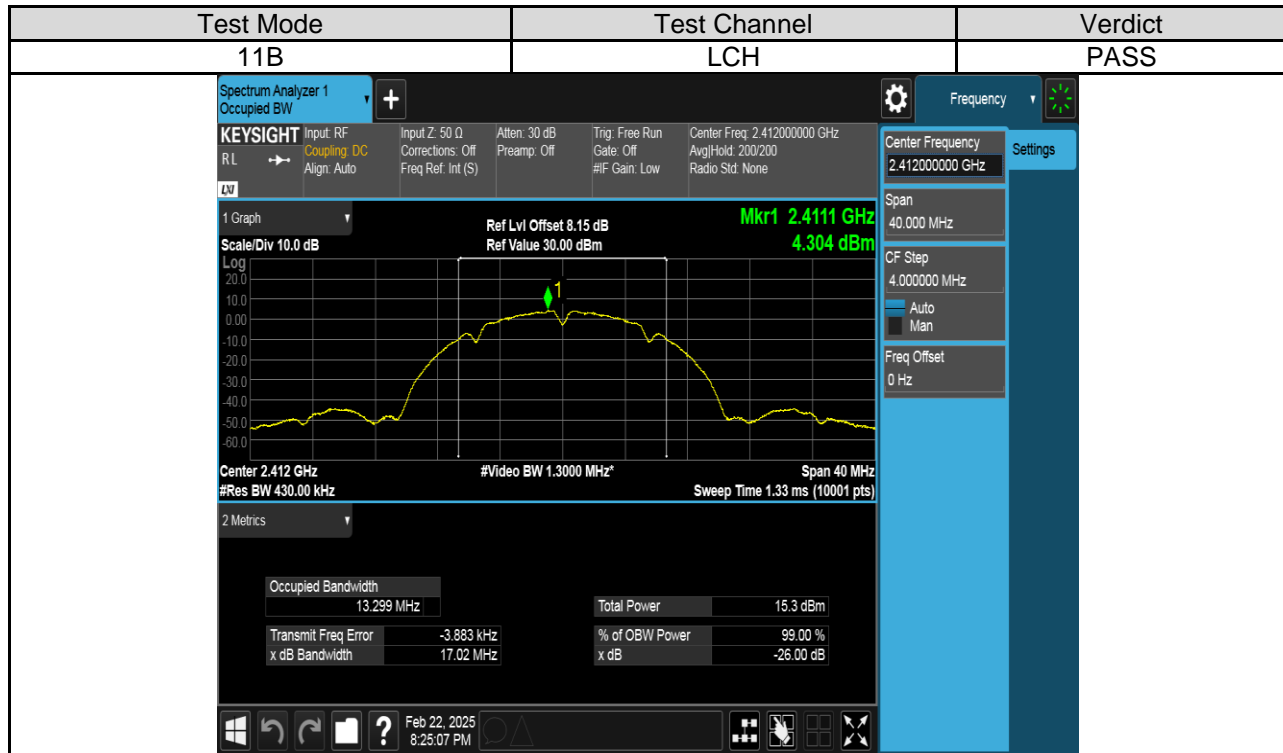 Test Mode Test Channel Verdict
11B LCH PASS
Spectrum Analyzer 1
Occupied BW
+
Frequency
KEYSIGHT Input: RF Input Z: 50 Ω Atten: 30 dB Trig: Free Run Center Freq: 2.412000000 GHz
RL Coupling: DC Corrections: Off Preamp: Off Gate: Off Avg|Hold: 200/200
Align: Auto Freq Ref: Int (S) #IF Gain: Low Radio Std: None
LXI
Center Frequency
2.412000000 GHz
Settings
Span
40.000 MHz
CF Step
4.000000 MHz
Auto
Man
Freq Offset
0 Hz
1 Graph Ref Lvl Offset 8.15 dB Mkr1 2.4111 GHz
Scale/Div 10.0 dB Ref Value 30.00 dBm 4.304 dBm
Log
20.0
10.0
0.00
-10.0
-20.0
-30.0
-40.0
-50.0
-60.0
1
Center 2.412 GHz #Video BW 1.3000 MHz* Span 40 MHz
#Res BW 430.00 kHz Sweep Time 1.33 ms (10001 pts)
2 Metrics
Occupied Bandwidth
13.299 MHz Total Power 15.3 dBm
Transmit Freq Error -3.883 kHz % of OBW Power 99.00 %
x dB Bandwidth 17.02 MHz x dB -26.00 dB
? Feb 22, 2025
8:25:07 PM